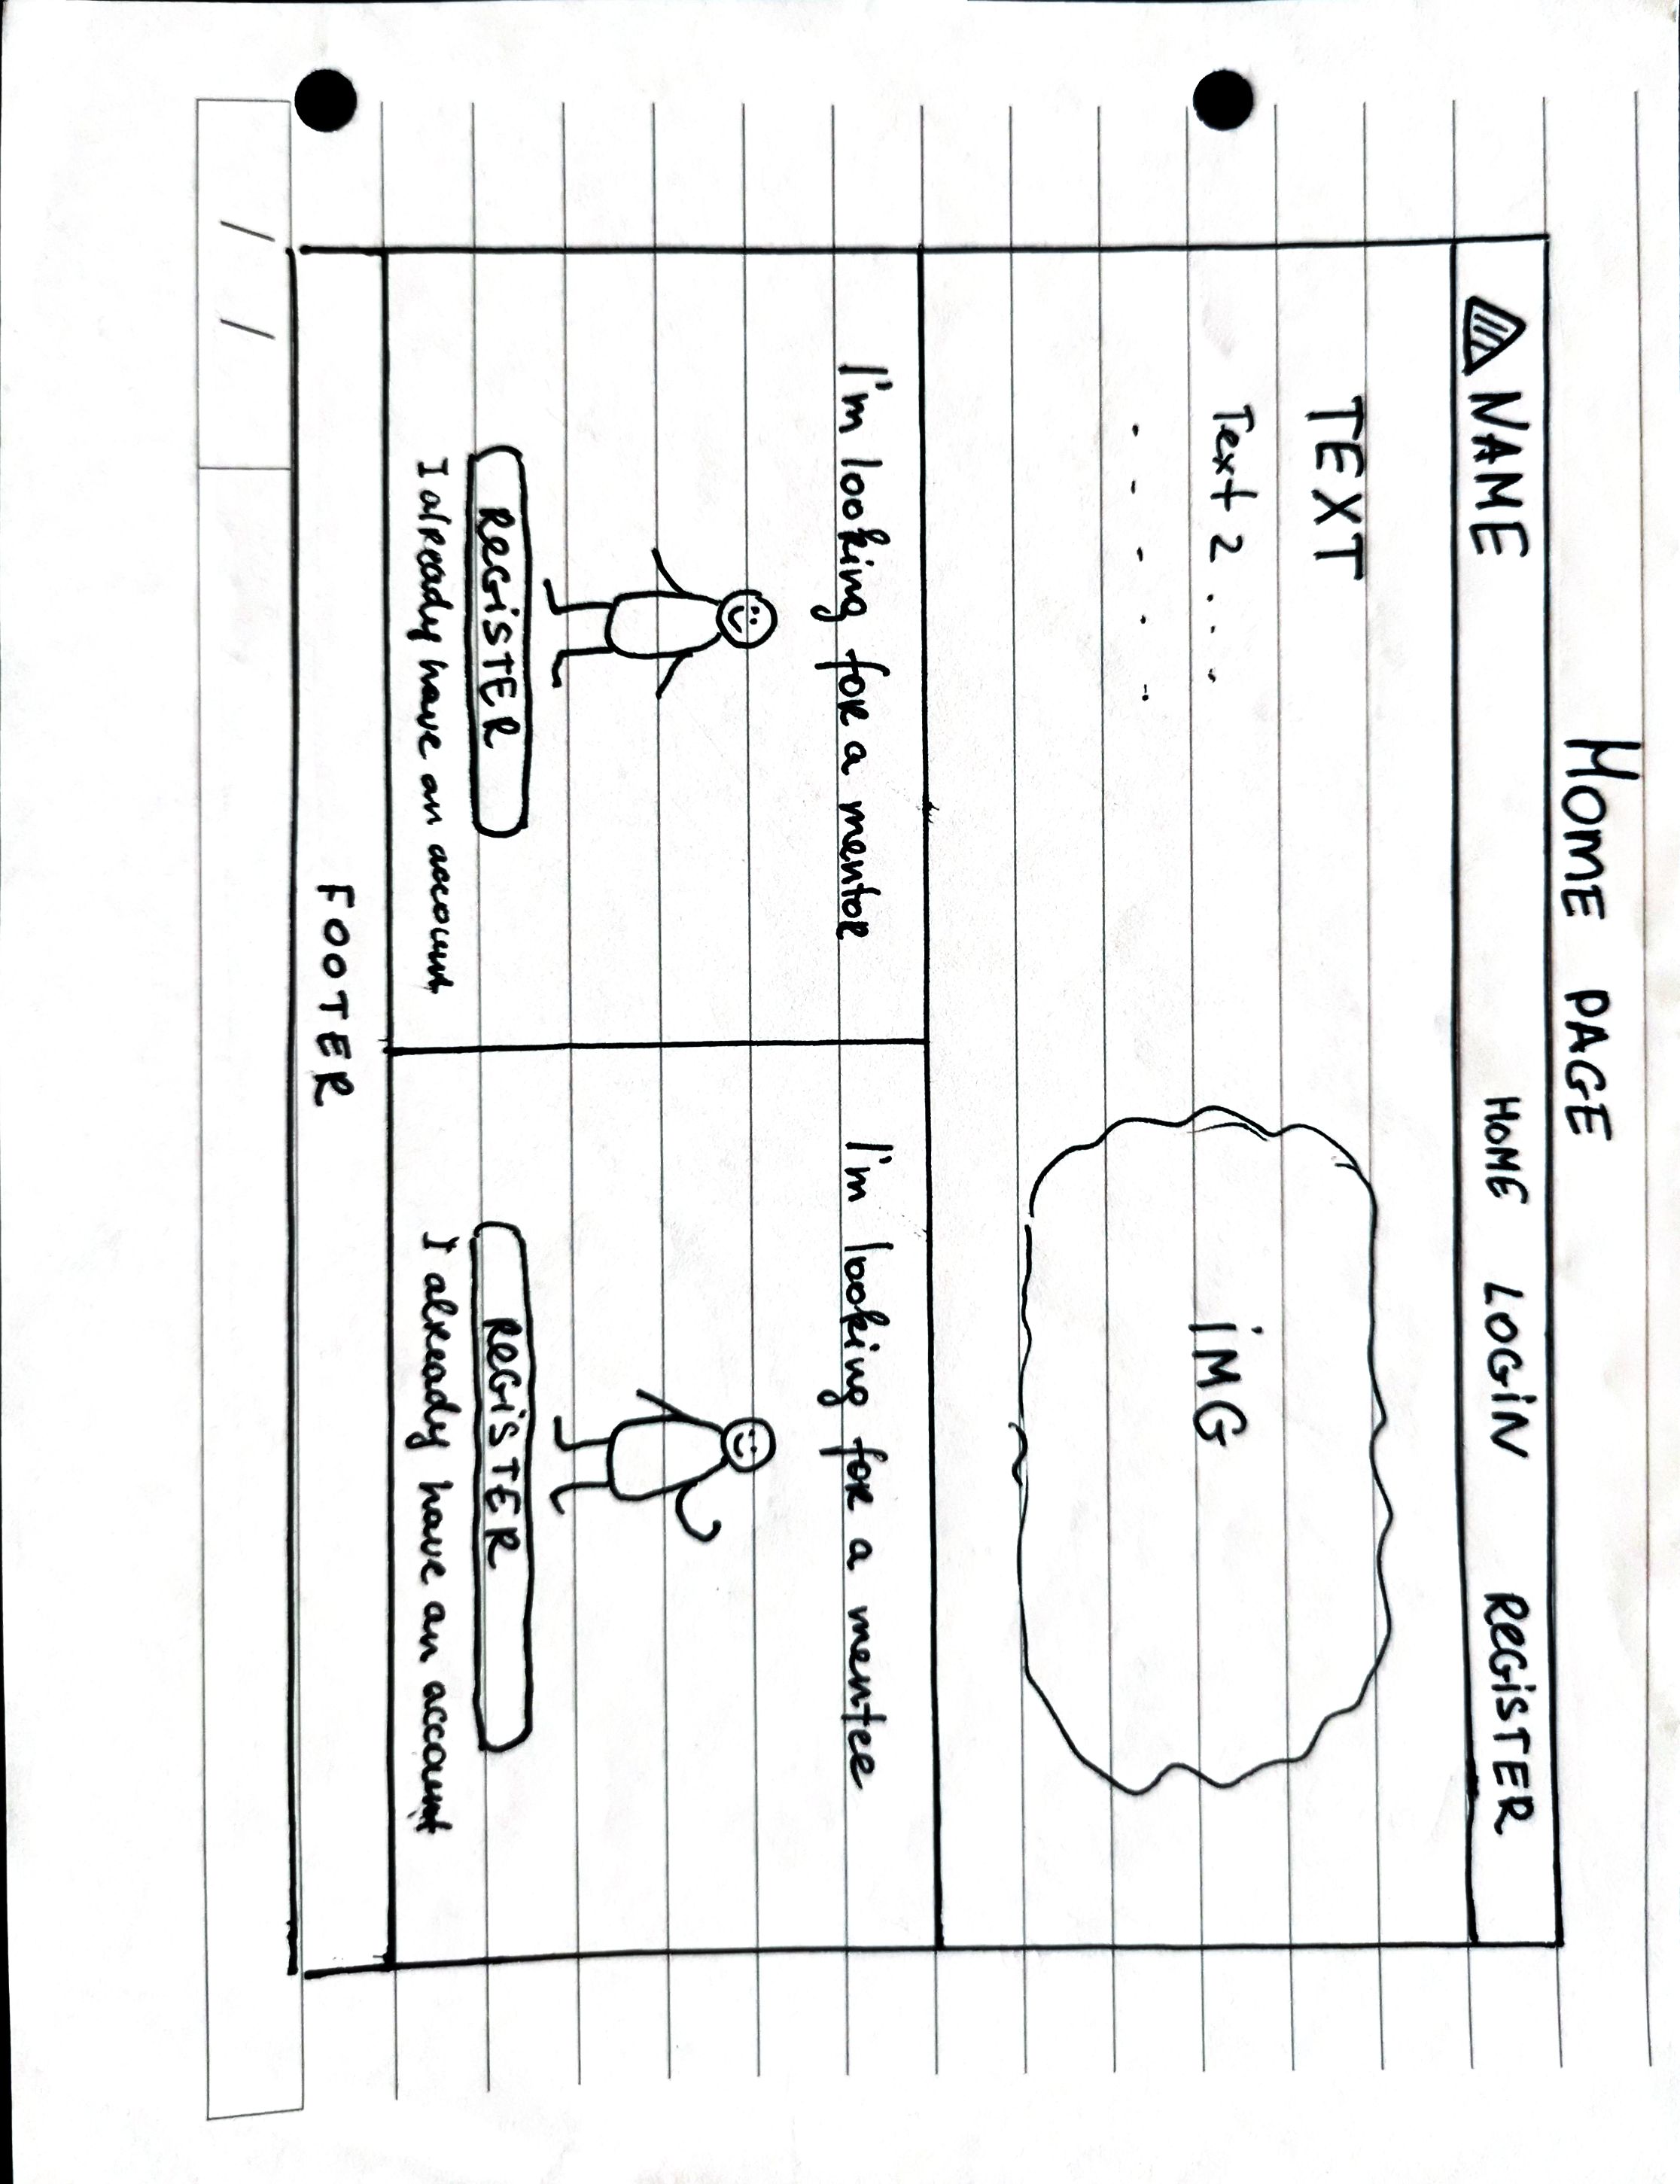 HOME PAGE
NAME HOME LOGIN REGISTER
TEXT
Text 2 . . . .
- - - - -
IMG
I'm looking for a mentor
I'm looking for a mentee
REGISTER
REGISTER
I already have an account
I already have an account
FOOTER
/ /